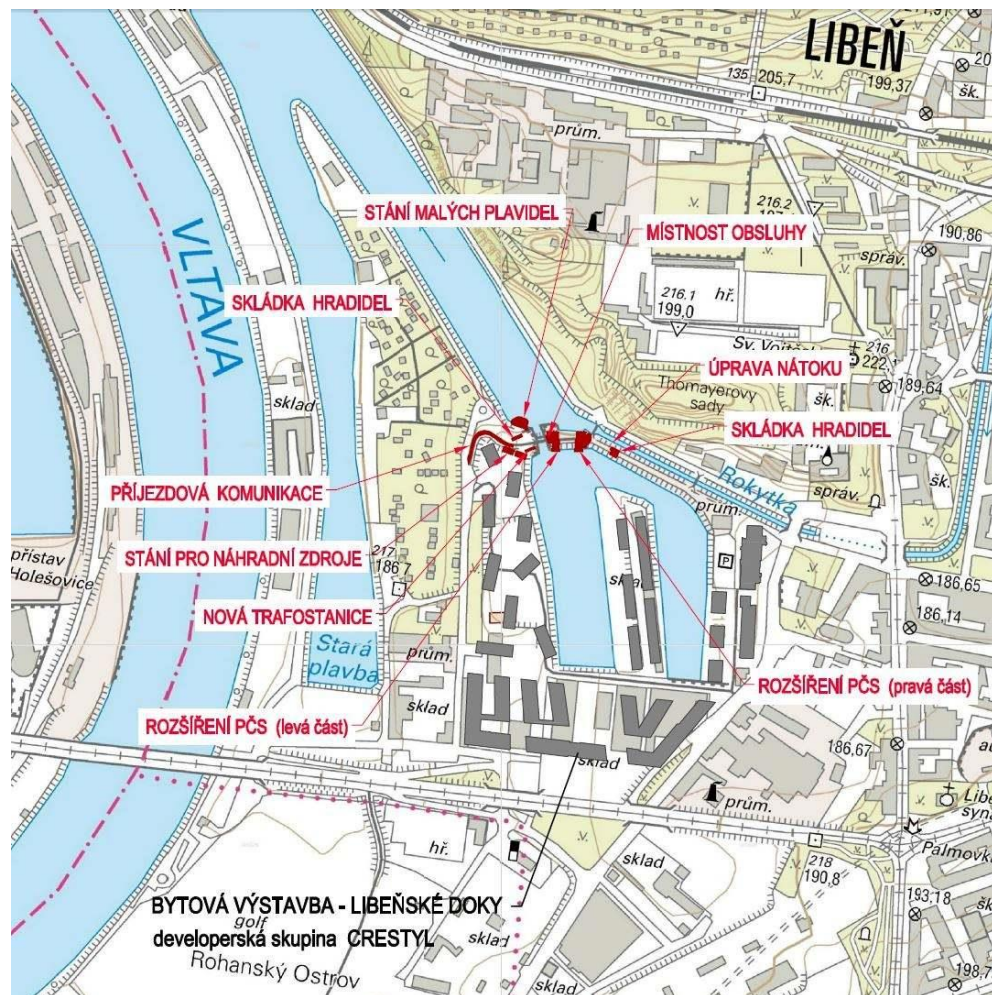 LIBEŇ
135
205,7
199,37
šk.
prům.
216.2
STÁNÍ MALÝCH PLAVIDEL
MÍSTNOST OBSLUHY
190,86
správ.
VLTAVA
SKLÁDKA HRADIDEL
216.1
199,0
hř.
216
222,
ÚPRAVA NÁTOKU
189,64
Thomayerovy
sady
šk.
sklad
SKLÁDKA HRADIDEL
Rokytka
PŘÍJEZDOVÁ KOMUNIKACE
prům.
správ.
šk.
přístav
Holešovice
STÁNÍ PRO NÁHRADNÍ ZDROJE
217
186,7
P
186,65
186,14
NOVÁ TRAFOSTANICE
Stará
plavba
prům.
ROZŠÍŘENÍ PČS (pravá část)
sklad
ROZŠÍŘENÍ PČS (levá část)
186,67
sklad
prům.
Palmovk
hř.
sklad
218
190,8
193,18
BYTOVÁ VÝSTAVBA - LIBEŇSKÉ DOKY
golf
developerská skupina CRESTYL
sklad
sklad
Rohanský Ostrov
198,7